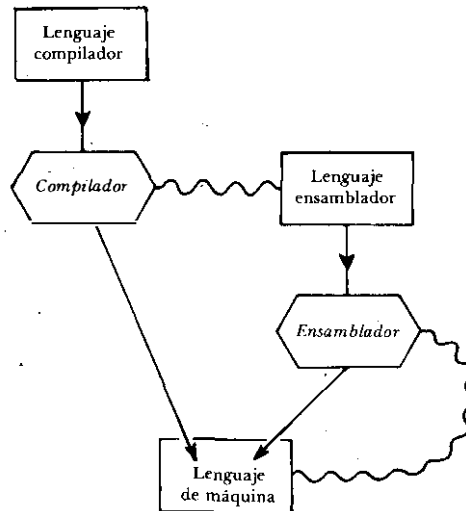 Lenguaje
compilador
Compilador
Lenguaje
ensamblador
Ensamblador
Lenguaje
de máquina